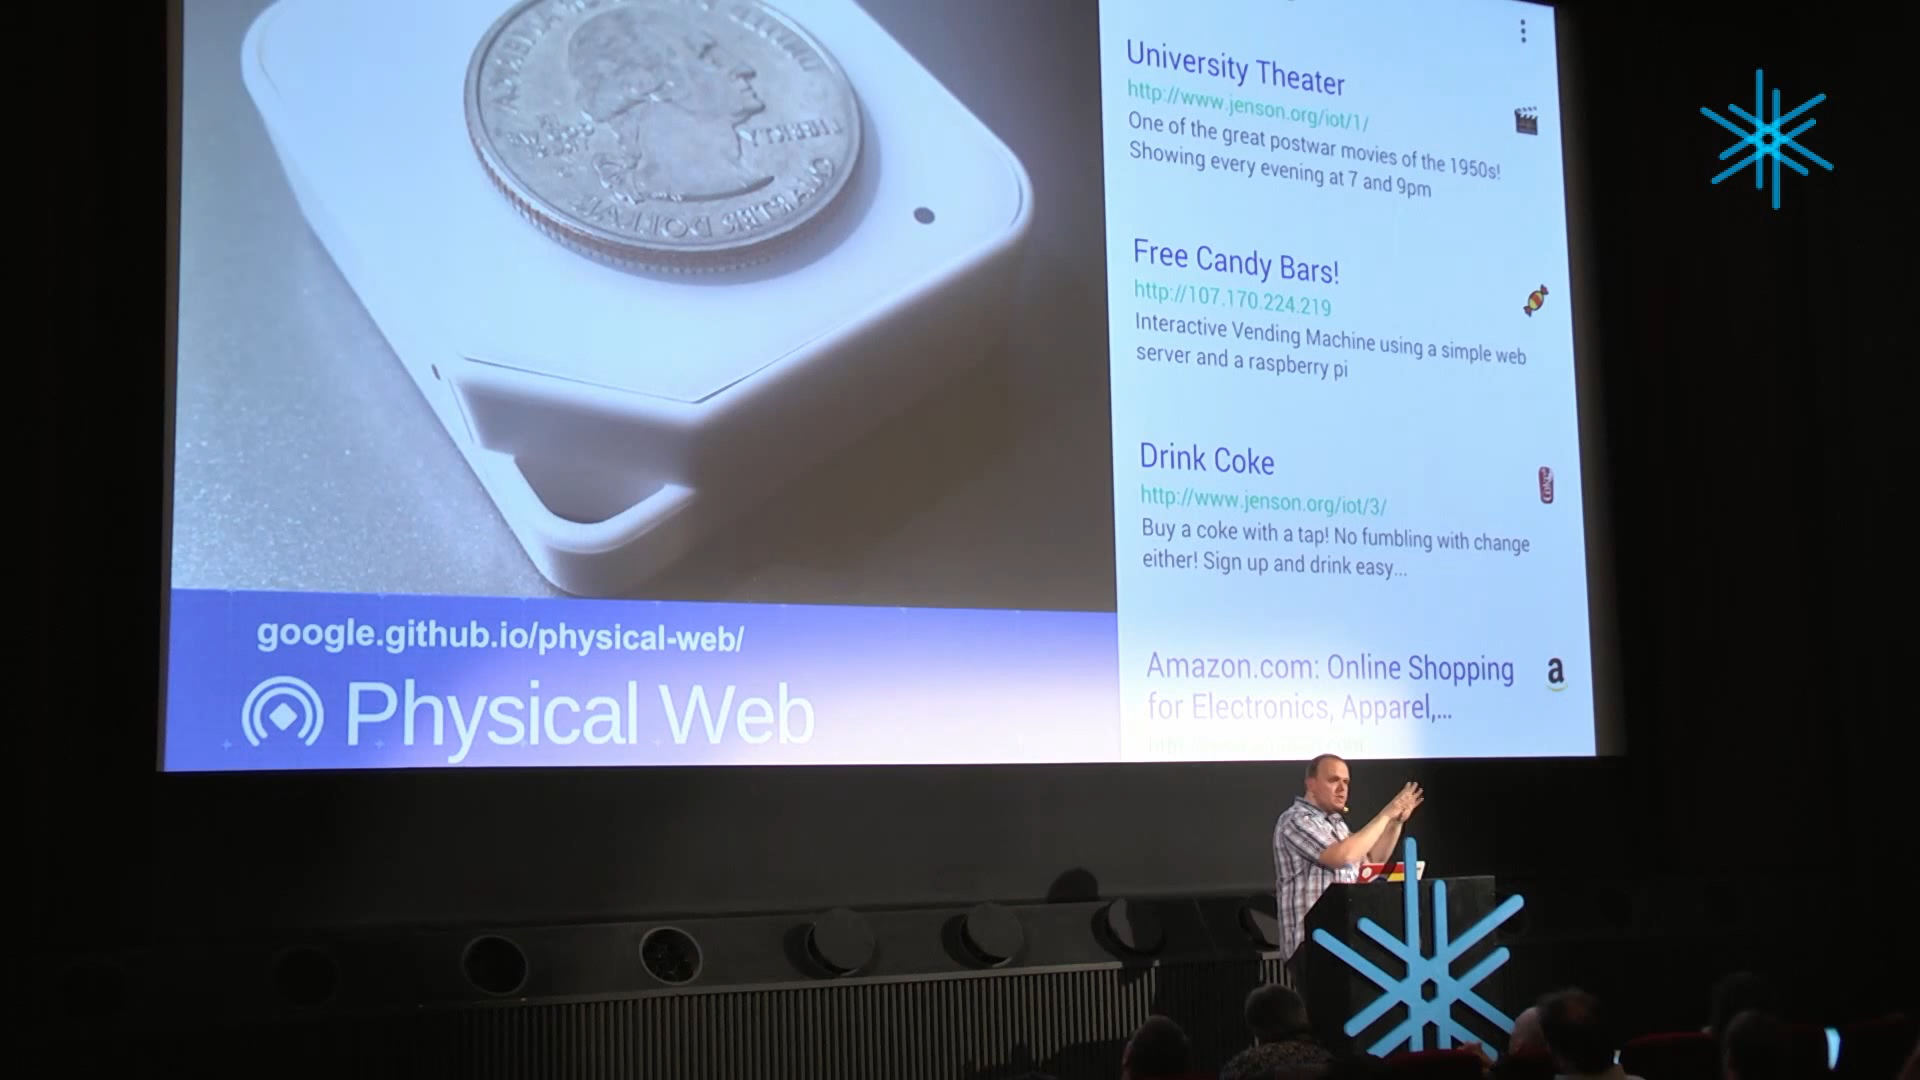 LIBERTY
QUARTER DOLLAR
google.github.io/physical-web/
Physical Web
University Theater
http://www.jenson.org/iot/1/
One of the great postwar movies of the 1950s!
Showing every evening at 7 and 9pm
Free Candy Bars!
http://107.170.224.219
Interactive Vending Machine using a simple web
server and a raspberry pi
Drink Coke
http://www.jenson.org/iot/3/
Buy a coke with a tap! No fumbling with change
either! Sign up and drink easy...
Amazon.com: Online Shopping
for Electronics, Apparel,...
a